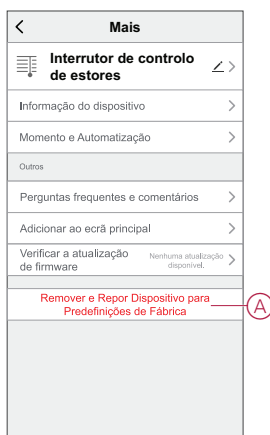 Mais
Interrutor de controlo
de estores
Informação do dispositivo
Momento e Automatização
Outros
Perguntas frequentes e comentários
Adicionar ao ecrã principal
Verificar a atualização
de firmware
Nenhuma atualização
disponível.
Remover e Repor Dispositivo para
Predefinições de Fábrica
A